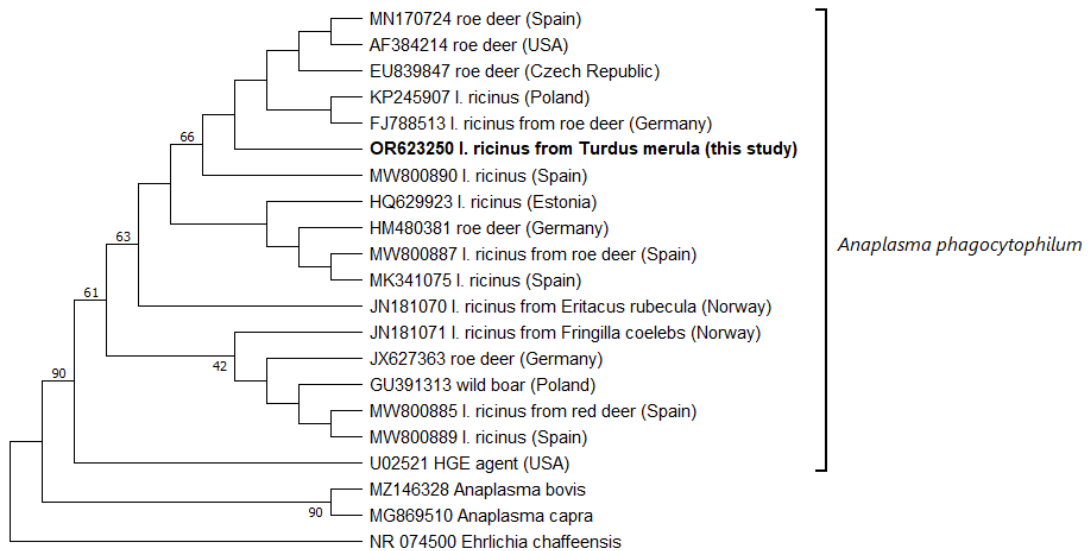 MN170724 roe deer (Spain)
AF384214 roe deer (USA)
EU839847 roe deer (Czech Republic)
KP245907 I. ricinus (Poland)
FJ788513 I. ricinus from roe deer (Germany)
66
OR623250 I. ricinus from Turdus merula (this study)
MW800890 I. ricinus (Spain)
HQ629923 I. ricinus (Estonia)
HM480381 roe deer (Germany)
63
Anaplasma phagocytophilum
MW800887 I. ricinus from roe deer (Spain)
MK341075 I. ricinus (Spain)
61
JN181070 I. ricinus from Eritacus rubecula (Norway)
JN181071 I. ricinus from Fringilla coelebs (Norway)
42
JX627363 roe deer (Germany)
90
GU391313 wild boar (Poland)
MW800885 I. ricinus from red deer (Spain)
MW800889 I. ricinus (Spain)
U02521 HGE agent (USA)
MZ146328 Anaplasma bovis
90
MG869510 Anaplasma capra
NR 074500 Ehrlichia chaffeensis